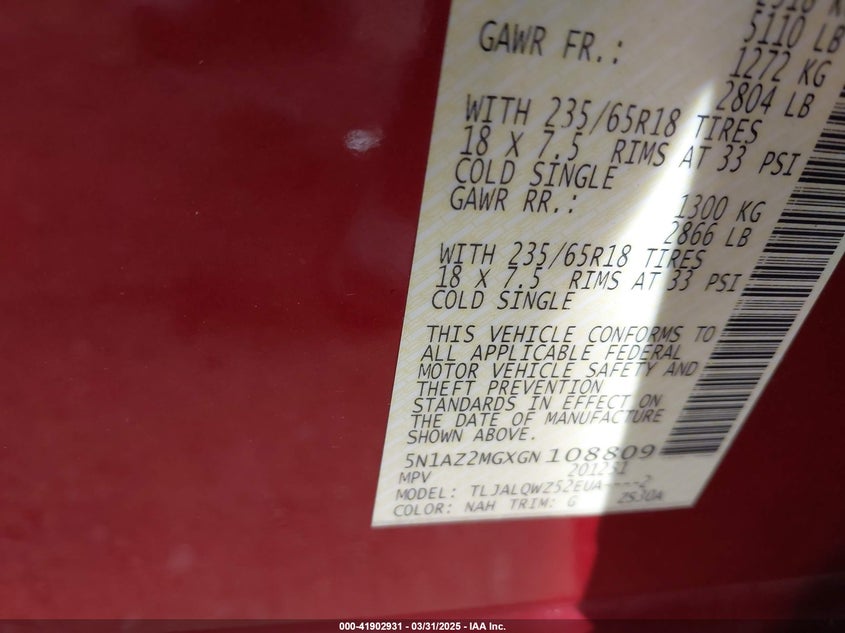 5110 LB
GAWR FR.: 1272 KG
2804 LB
WITH 235/65R18 TIRES
18 X 7.5 RIMS AT 33 PSI
COLD SINGLE
GAWR RR.: 1300 KG
2866 LB
WITH 235/65R18 TIRES
18 X 7.5 RIMS AT 33 PSI
COLD SINGLE
THIS VEHICLE CONFORMS TO
ALL APPLICABLE FEDERAL
MOTOR VEHICLE SAFETY AND
THEFT PREVENTION
STANDARDS IN EFFECT ON
THE DATE OF MANUFACTURE
SHOWN ABOVE.
5N1AZ2MGXGN108809
MPV 201251
MODEL: TLJALQWZ52EUA----2
COLOR: NAH TRIM: G ZS30A
000-41902931 - 03/31/2025 - IAA Inc.